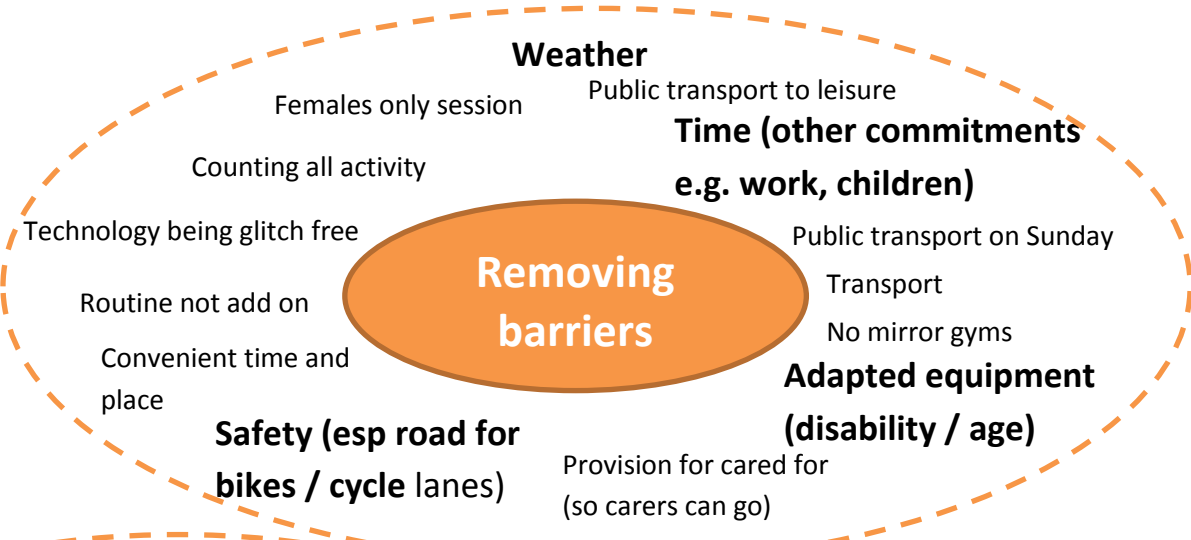 Weather
Public transport to leisure
Females only session
Time (other commitments
e.g. work, children)
Counting all activity
Technology being glitch free
Public transport on Sunday
Removing
barriers
Transport
Routine not add on
No mirror gyms
Convenient time and
place
Adapted equipment
(disability / age)
Safety (esp road for
bikes / cycle lanes)
Provision for cared for
(so carers can go)